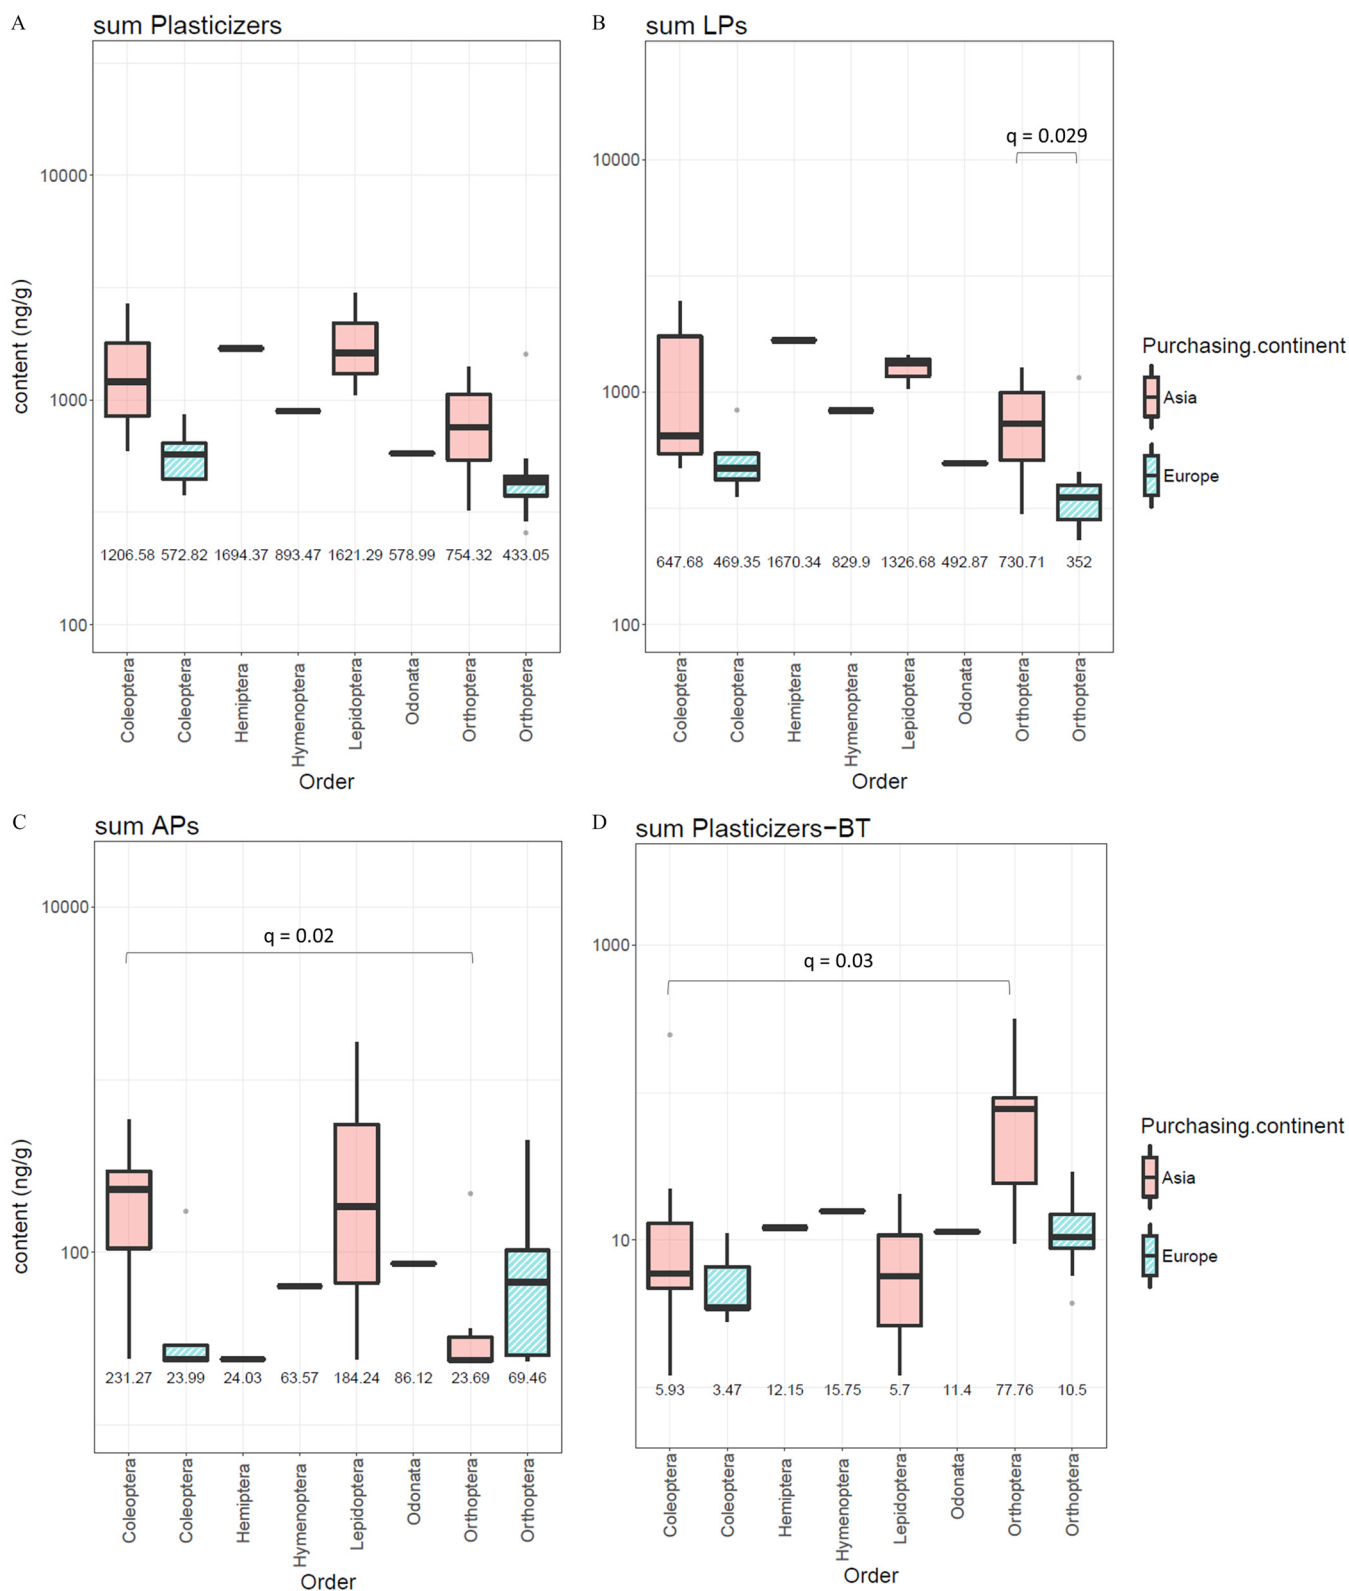 A
sum Plasticizers
content (ng/g)
10000
1000
100
1206.58 572.82 1694.37 893.47 1621.29 578.99 754.32 433.05
Coleoptera
Coleoptera
Hemiptera
Hymenoptera
Lepidoptera
Odonata
Orthoptera
Orthoptera
Order
B
sum LPs
10000
1000
100
q = 0.029
647.68 469.35 1670.34 829.9 1326.68 492.87 730.71 352
Coleoptera
Coleoptera
Hemiptera
Hymenoptera
Lepidoptera
Odonata
Orthoptera
Orthoptera
Order
Purchasing.continent
Asia
Europe
C
sum APs
content (ng/g)
10000
100
q = 0.02
231.27 23.99 24.03 63.57 184.24 86.12 23.69 69.46
Coleoptera
Coleoptera
Hemiptera
Hymenoptera
Lepidoptera
Odonata
Orthoptera
Orthoptera
Order
D
sum Plasticizers−BT
1000
10
q = 0.03
5.93 3.47 12.15 15.75 5.7 11.4 77.76 10.5
Coleoptera
Coleoptera
Hemiptera
Hymenoptera
Lepidoptera
Odonata
Orthoptera
Orthoptera
Order
Purchasing.continent
Asia
Europe